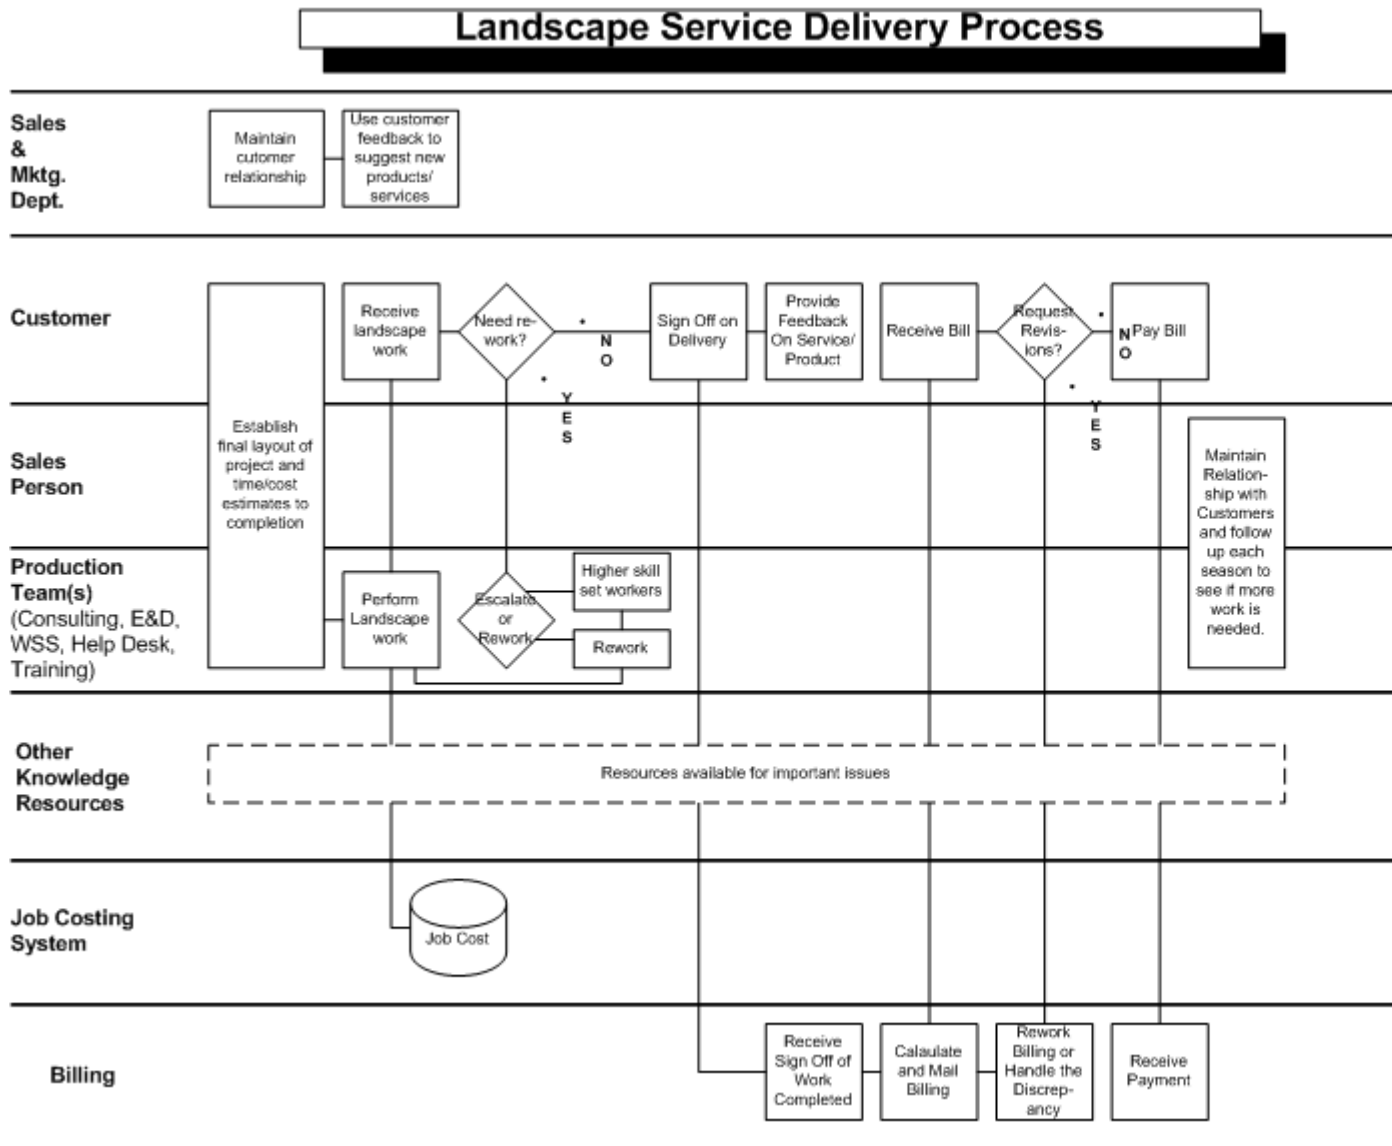 Landscape Service Delivery Process
Sales
&
Mktg.
Dept.
Maintain
cutomer
relationship
Use customer
feedback to
suggest new
products/
services
Customer
Receive
landscape
work
Need re-
work?
NO
YES
Sign Off on
Delivery
Provide
Feedback
On Service/
Product
Receive Bill
Request
Revis-
ions?
NO
YES
Pay Bill
Establish
final layout of
project and
time/cost
estimates to
completion
Sales
Person
Maintain
Relation-
ship with
Customers
and follow
up each
season to
see if more
work is
needed.
Production
Team(s)
(Consulting, E&D,
WSS, Help Desk,
Training)
Perform
Landscape
work
Escalate
or
Rework
Higher skill
set workers
Rework
Other
Knowledge
Resources
Resources available for important issues
Job Costing
System
Job Cost
Billing
Receive
Sign Off of
Work
Completed
Calaulate
and Mail
Billing
Rework
Billing or
Handle the
Discrep-
ancy
Receive
Payment